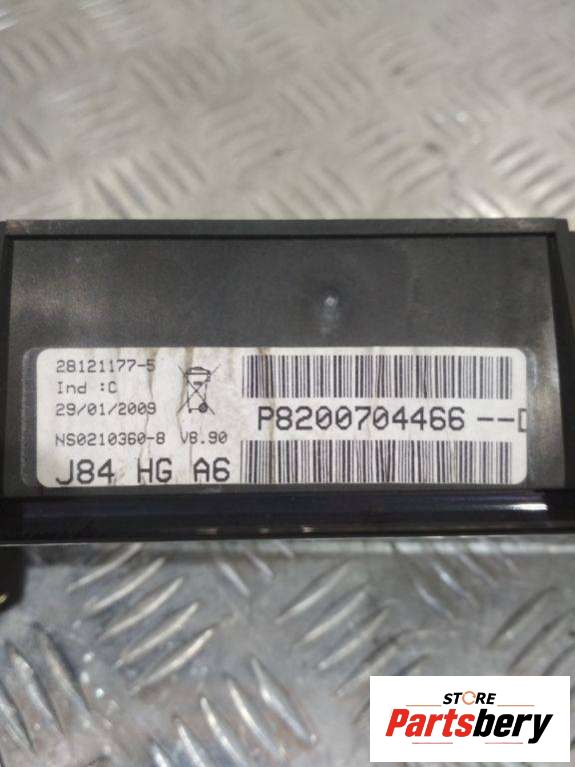 28121177-5
Ind :C
29/01/2009
NS0210360-8 V8.90
J84 HG A6
P8200704466--D
STORE
Partsbery